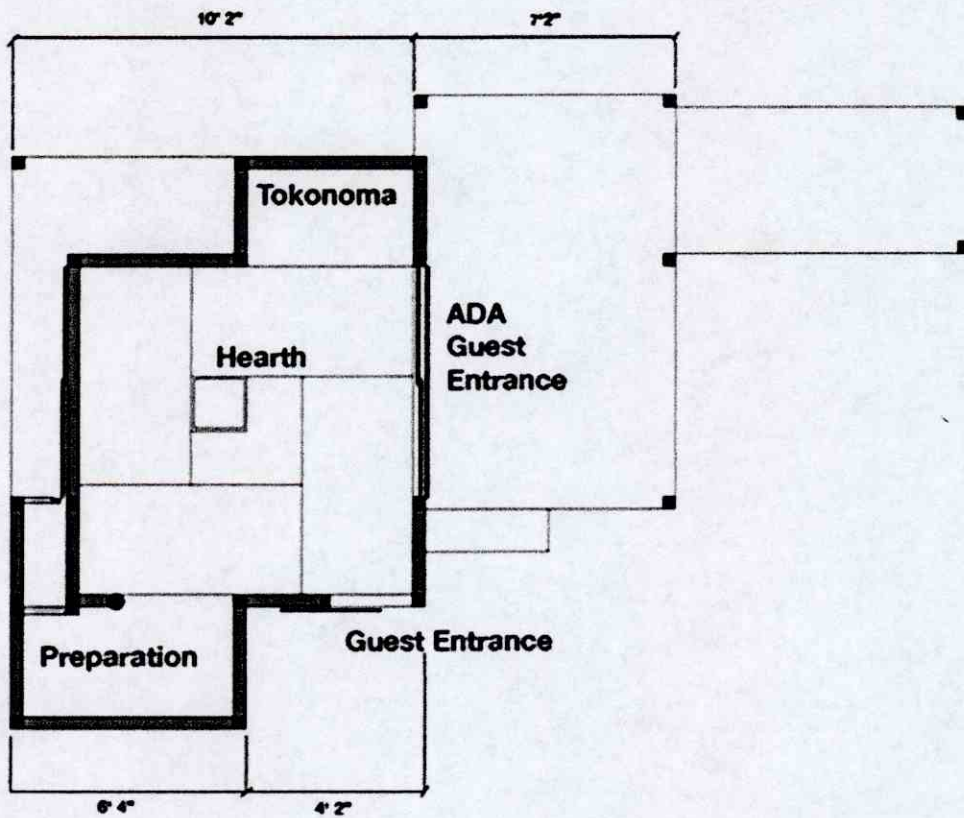 10' 2"
7'2"
Tokonoma
ADA
Guest
Entrance
Hearth
Guest Entrance
Preparation
6' 4"
4' 2"